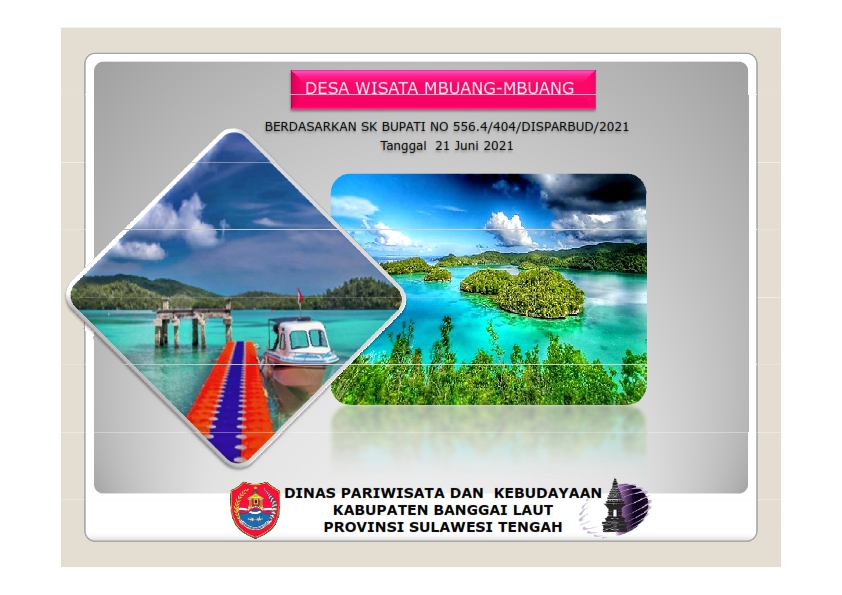 DESA WISATA MBUANG-MBUANG
BERDASARKAN SK BUPATI NO 556.4/404/DISPARBUD/2021
Tanggal 21 Juni 2021
DINAS PARIWISATA DAN KEBUDAYAAN
KABUPATEN BANGGAI LAUT
PROVINSI SULAWESI TENGAH